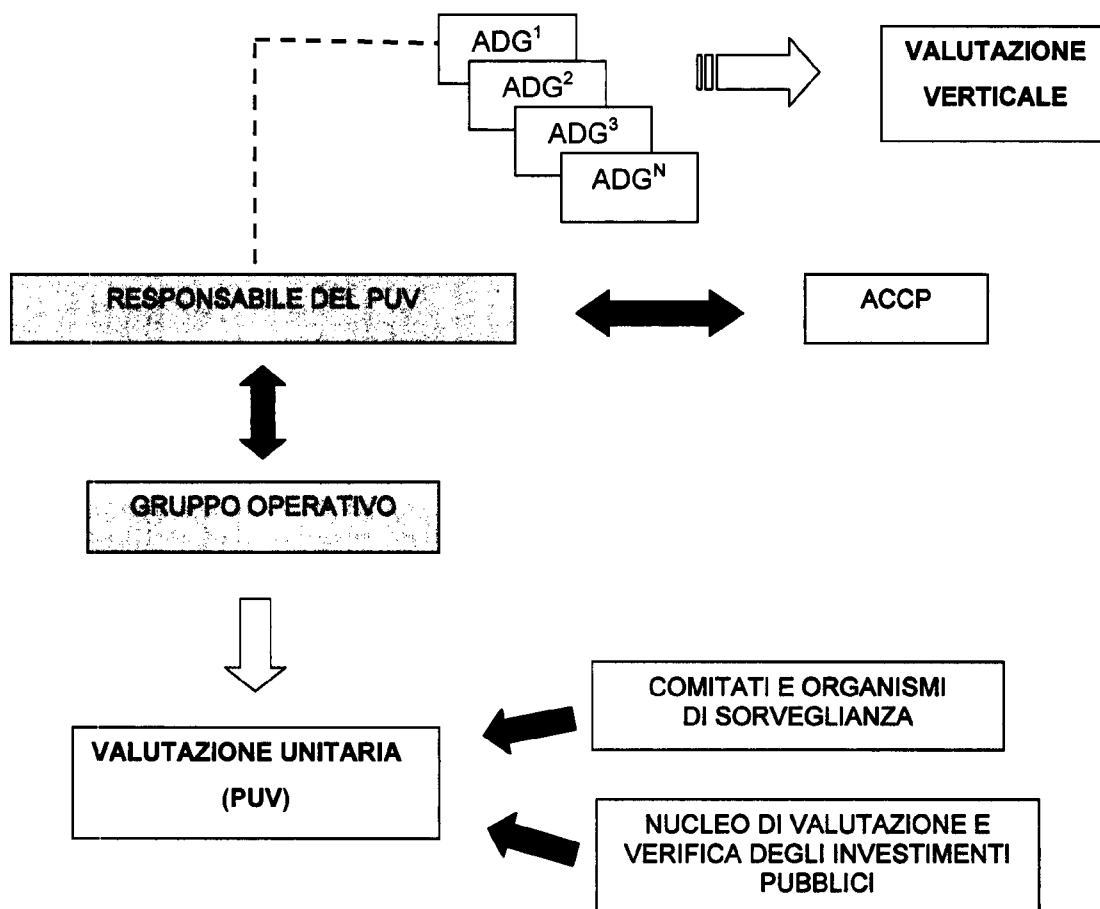 ADG¹
ADG²
ADG³
ADGᴺ
VALUTAZIONE
VERTICALE
RESPONSABILE DEL PUV
ACCP
GRUPPO OPERATIVO
COMITATI E ORGANISMI
DI SORVEGLIANZA
VALUTAZIONE UNITARIA
(PUV)
NUCLEO DI VALUTAZIONE E
VERIFICA DEGLI INVESTIMENTI
PUBBLICI